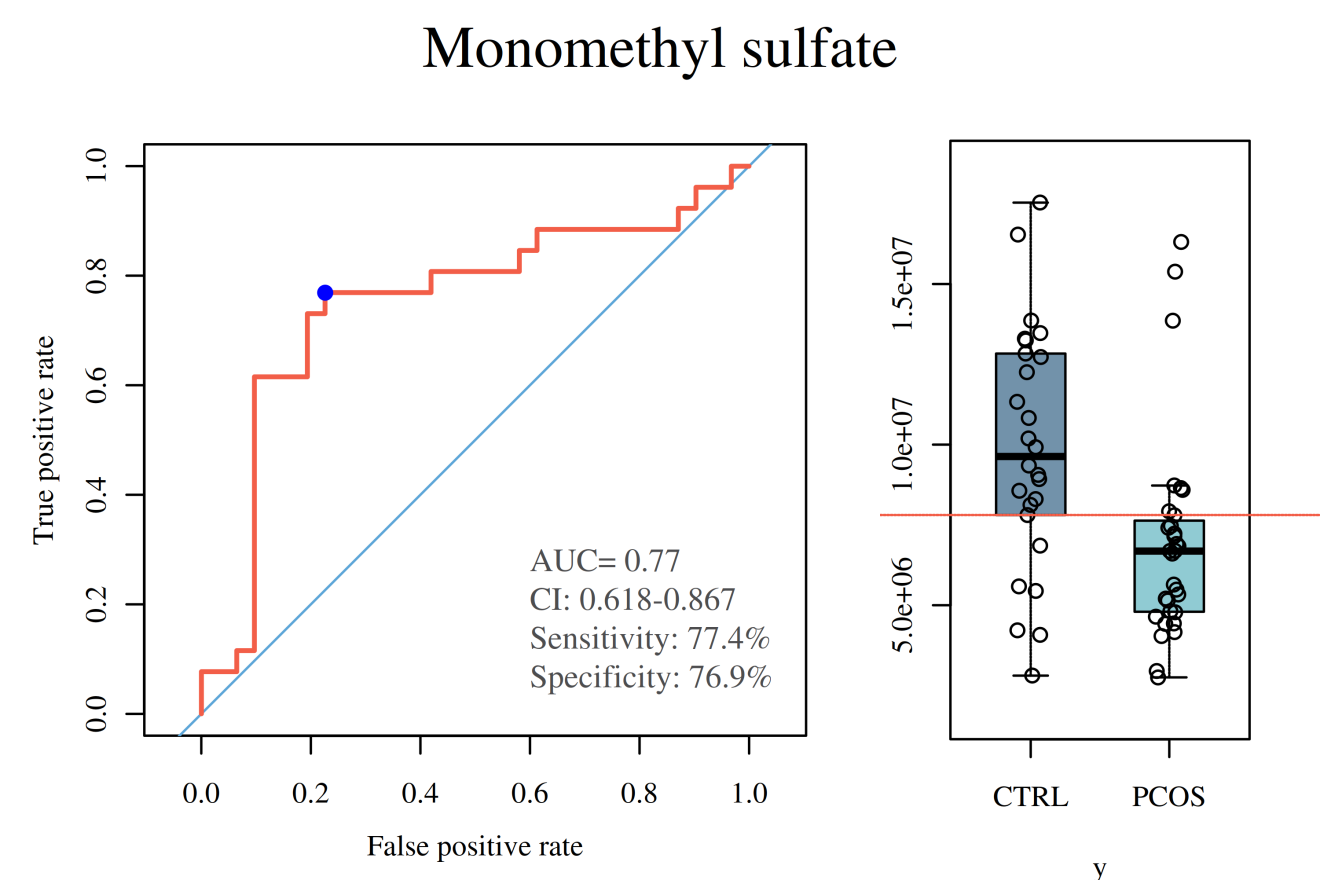 Monomethyl sulfate
True positive rate
1.0
0.8
0.6
0.4
0.2
0.0
AUC= 0.77
CI: 0.618-0.867
Sensitivity: 77.4%
Specificity: 76.9%
0.0 0.2 0.4 0.6 0.8 1.0
False positive rate
1.5e+07
1.0e+07
5.0e+06
CTRL PCOS
y